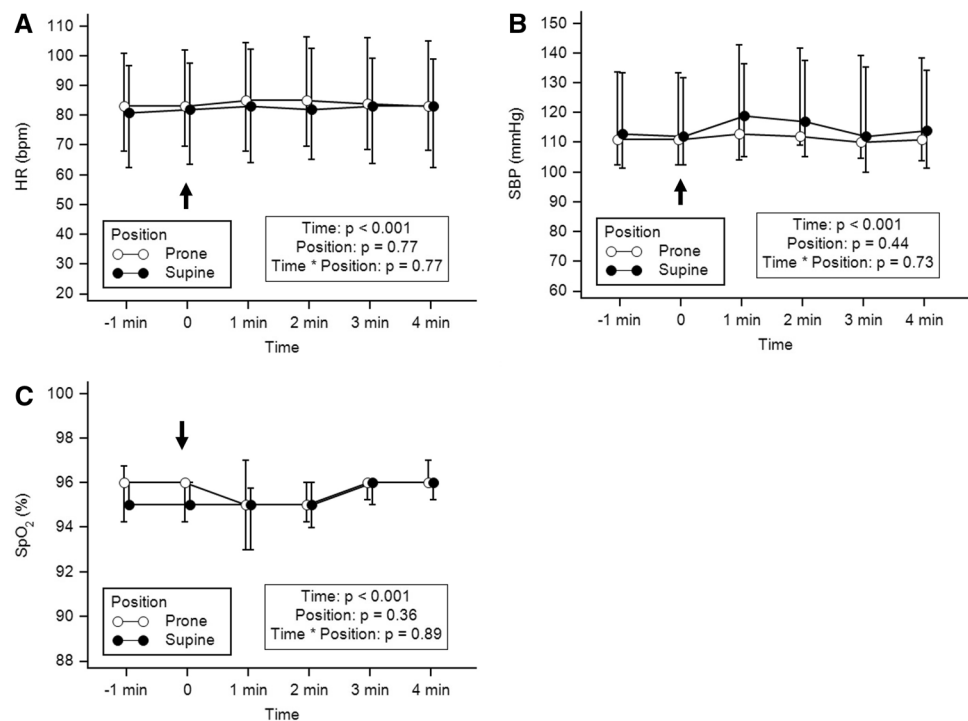 A
HR (bpm)
110
100
90
80
70
60
50
40
30
20
Position
Prone
Supine
Time: p < 0.001
Position: p = 0.77
Time * Position: p = 0.77
-1 min 0 1 min 2 min 3 min 4 min
Time
B
SBP (mmHg)
150
140
130
120
110
100
90
80
70
60
Position
Prone
Supine
Time: p < 0.001
Position: p = 0.44
Time * Position: p = 0.73
-1 min 0 1 min 2 min 3 min 4 min
Time
C
SpO₂ (%)
100
98
96
94
92
90
88
Position
Prone
Supine
Time: p < 0.001
Position: p = 0.36
Time * Position: p = 0.89
-1 min 0 1 min 2 min 3 min 4 min
Time